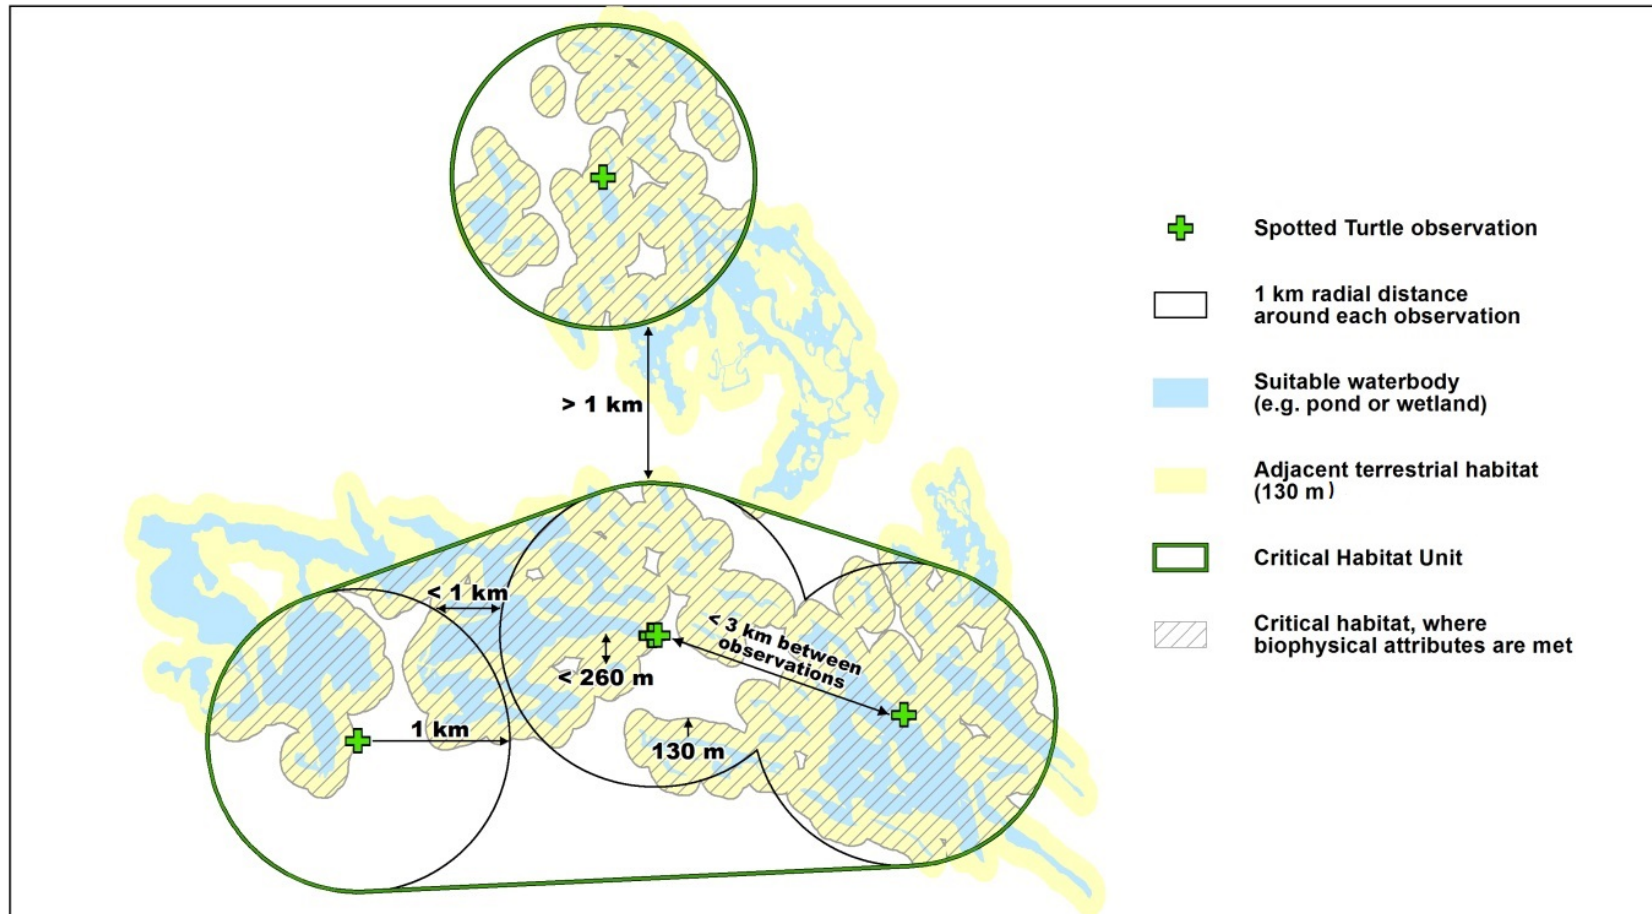 > 1 km
< 1 km
< 3 km between
observations
< 260 m
1 km
130 m
Spotted Turtle observation
1 km radial distance
around each observation
Suitable waterbody
(e.g. pond or wetland)
Adjacent terrestrial habitat
(130 m)
Critical Habitat Unit
Critical habitat, where
biophysical attributes are met